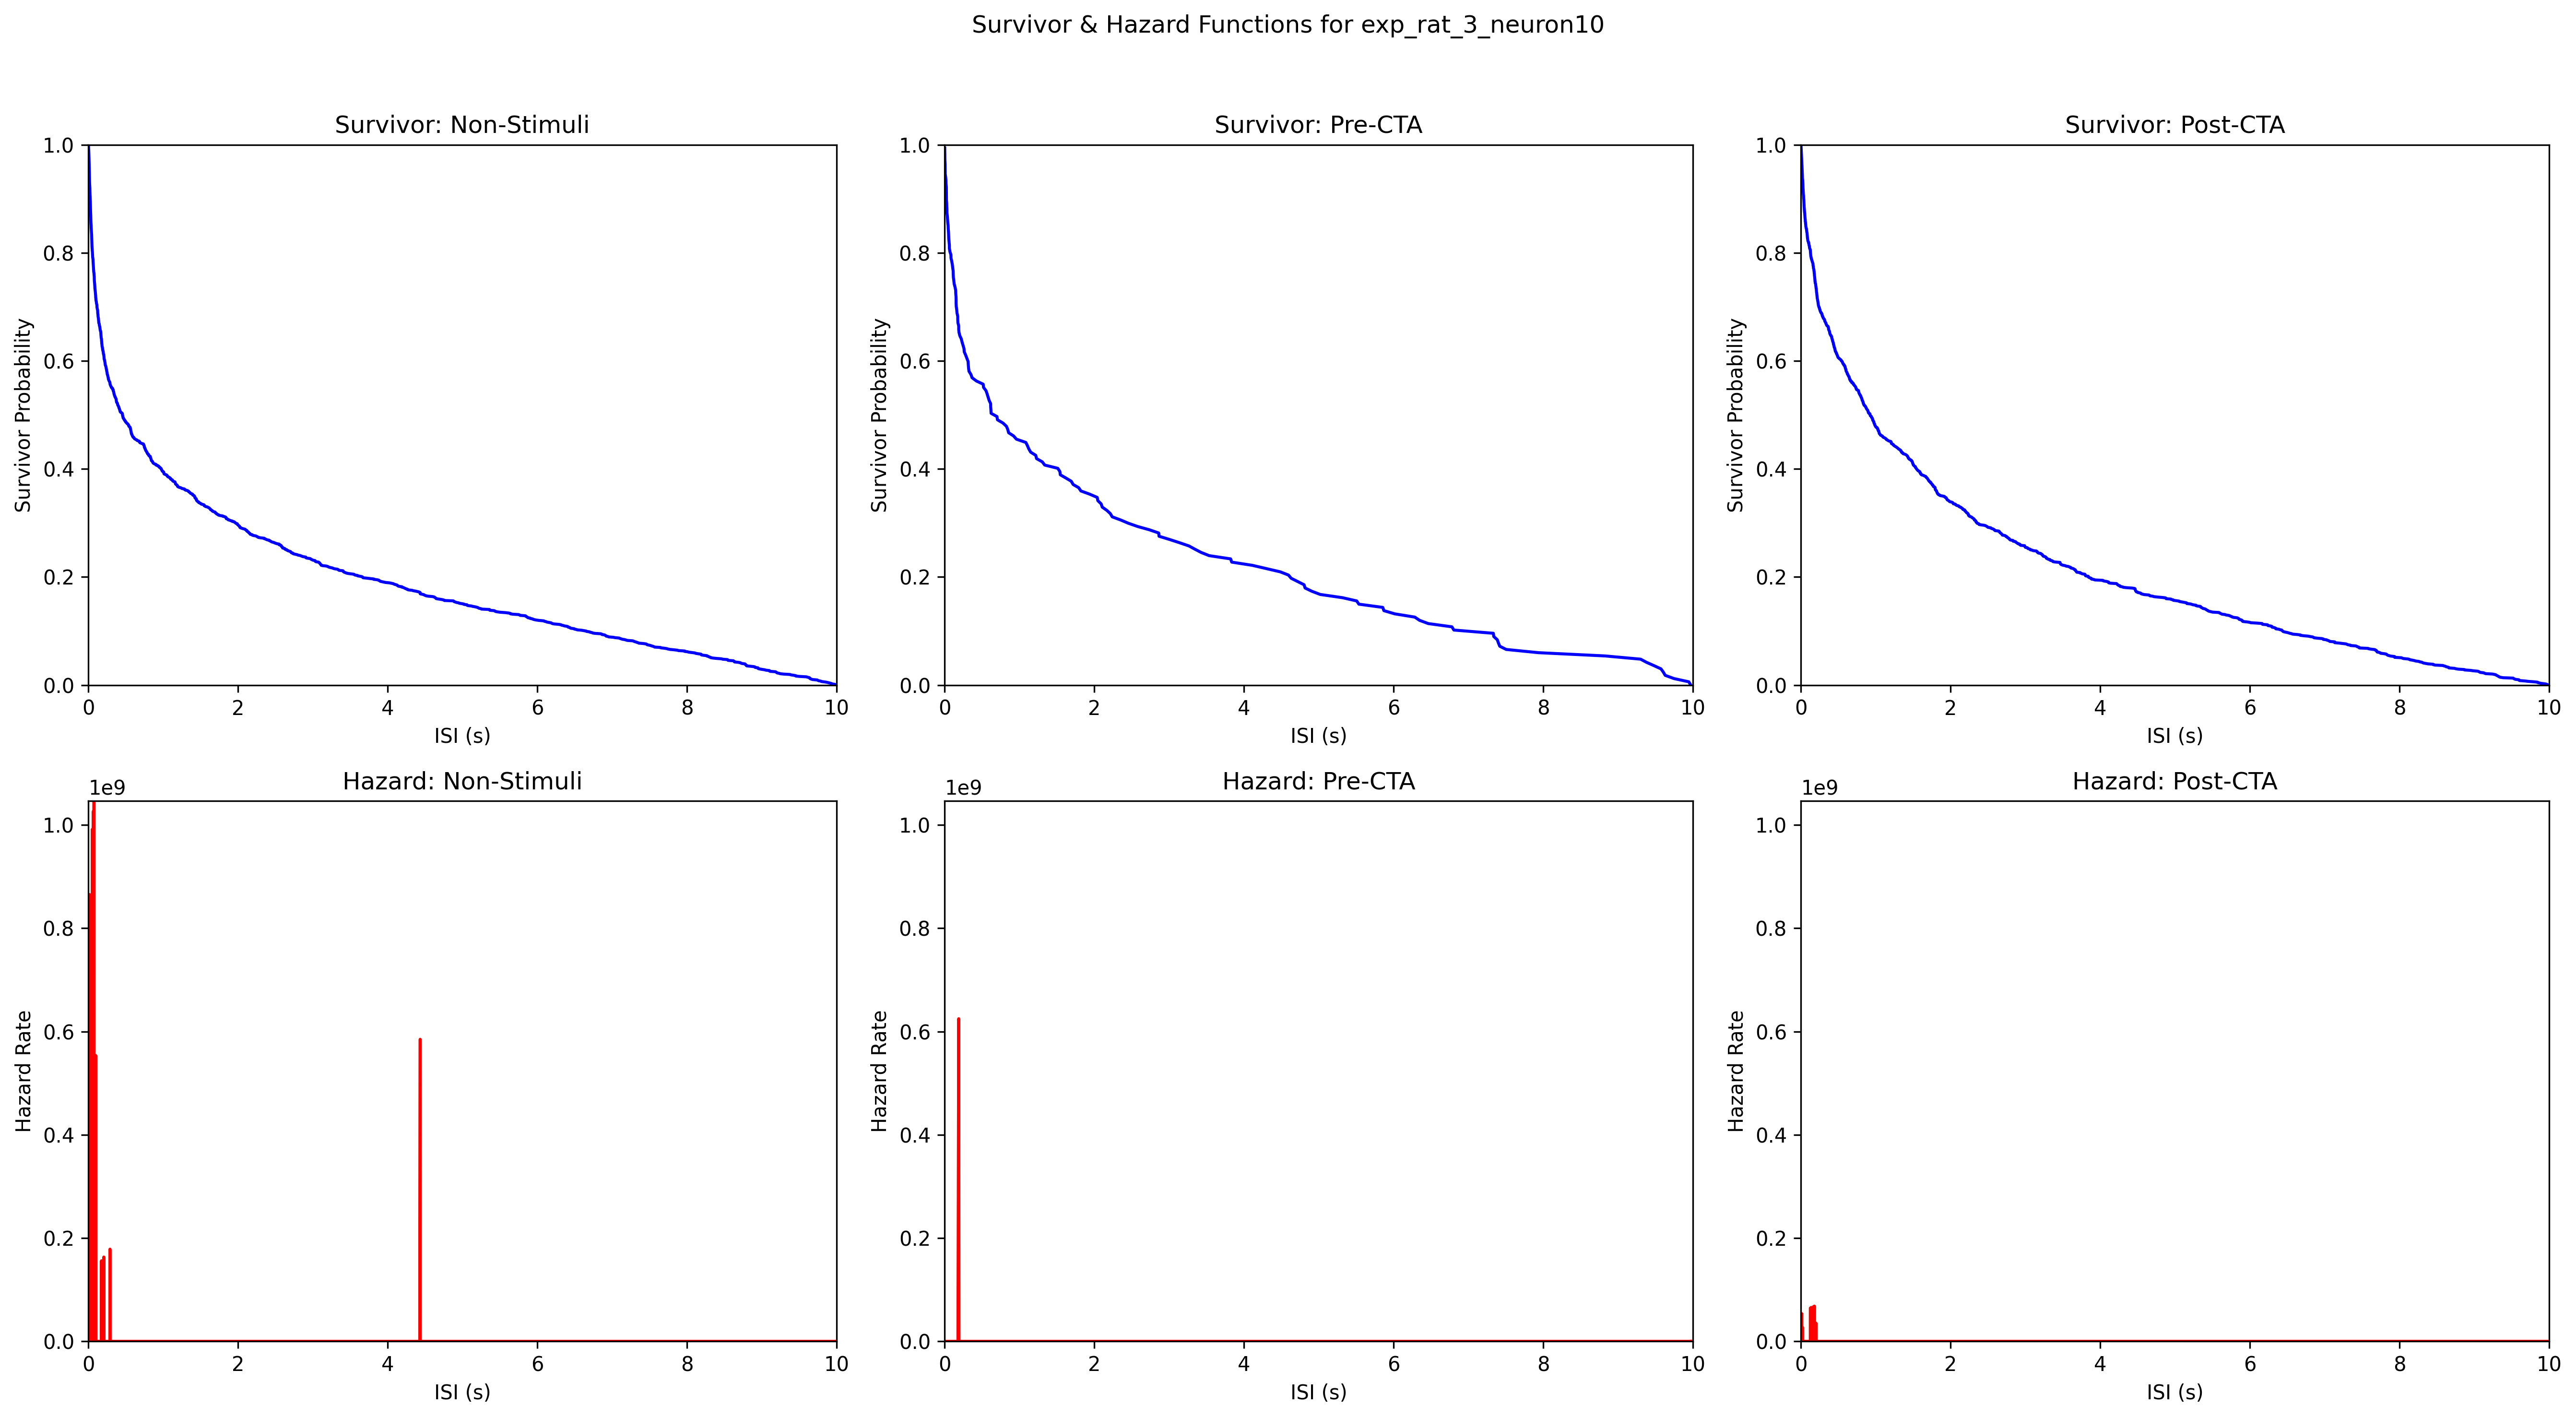 Survivor & Hazard Functions for exp_rat_3_neuron10
Survivor: Non-Stimuli
Survivor Probability
1.0
0.8
0.6
0.4
0.2
0.0
0 2 4 6 8 10
ISI (s)
Survivor: Pre-CTA
Survivor Probability
1.0
0.8
0.6
0.4
0.2
0.0
0 2 4 6 8 10
ISI (s)
Survivor: Post-CTA
Survivor Probability
1.0
0.8
0.6
0.4
0.2
0.0
0 2 4 6 8 10
ISI (s)
Hazard: Non-Stimuli
1e9
Hazard Rate
1.0
0.8
0.6
0.4
0.2
0.0
0 2 4 6 8 10
ISI (s)
Hazard: Pre-CTA
1e9
Hazard Rate
1.0
0.8
0.6
0.4
0.2
0.0
0 2 4 6 8 10
ISI (s)
Hazard: Post-CTA
1e9
Hazard Rate
1.0
0.8
0.6
0.4
0.2
0.0
0 2 4 6 8 10
ISI (s)